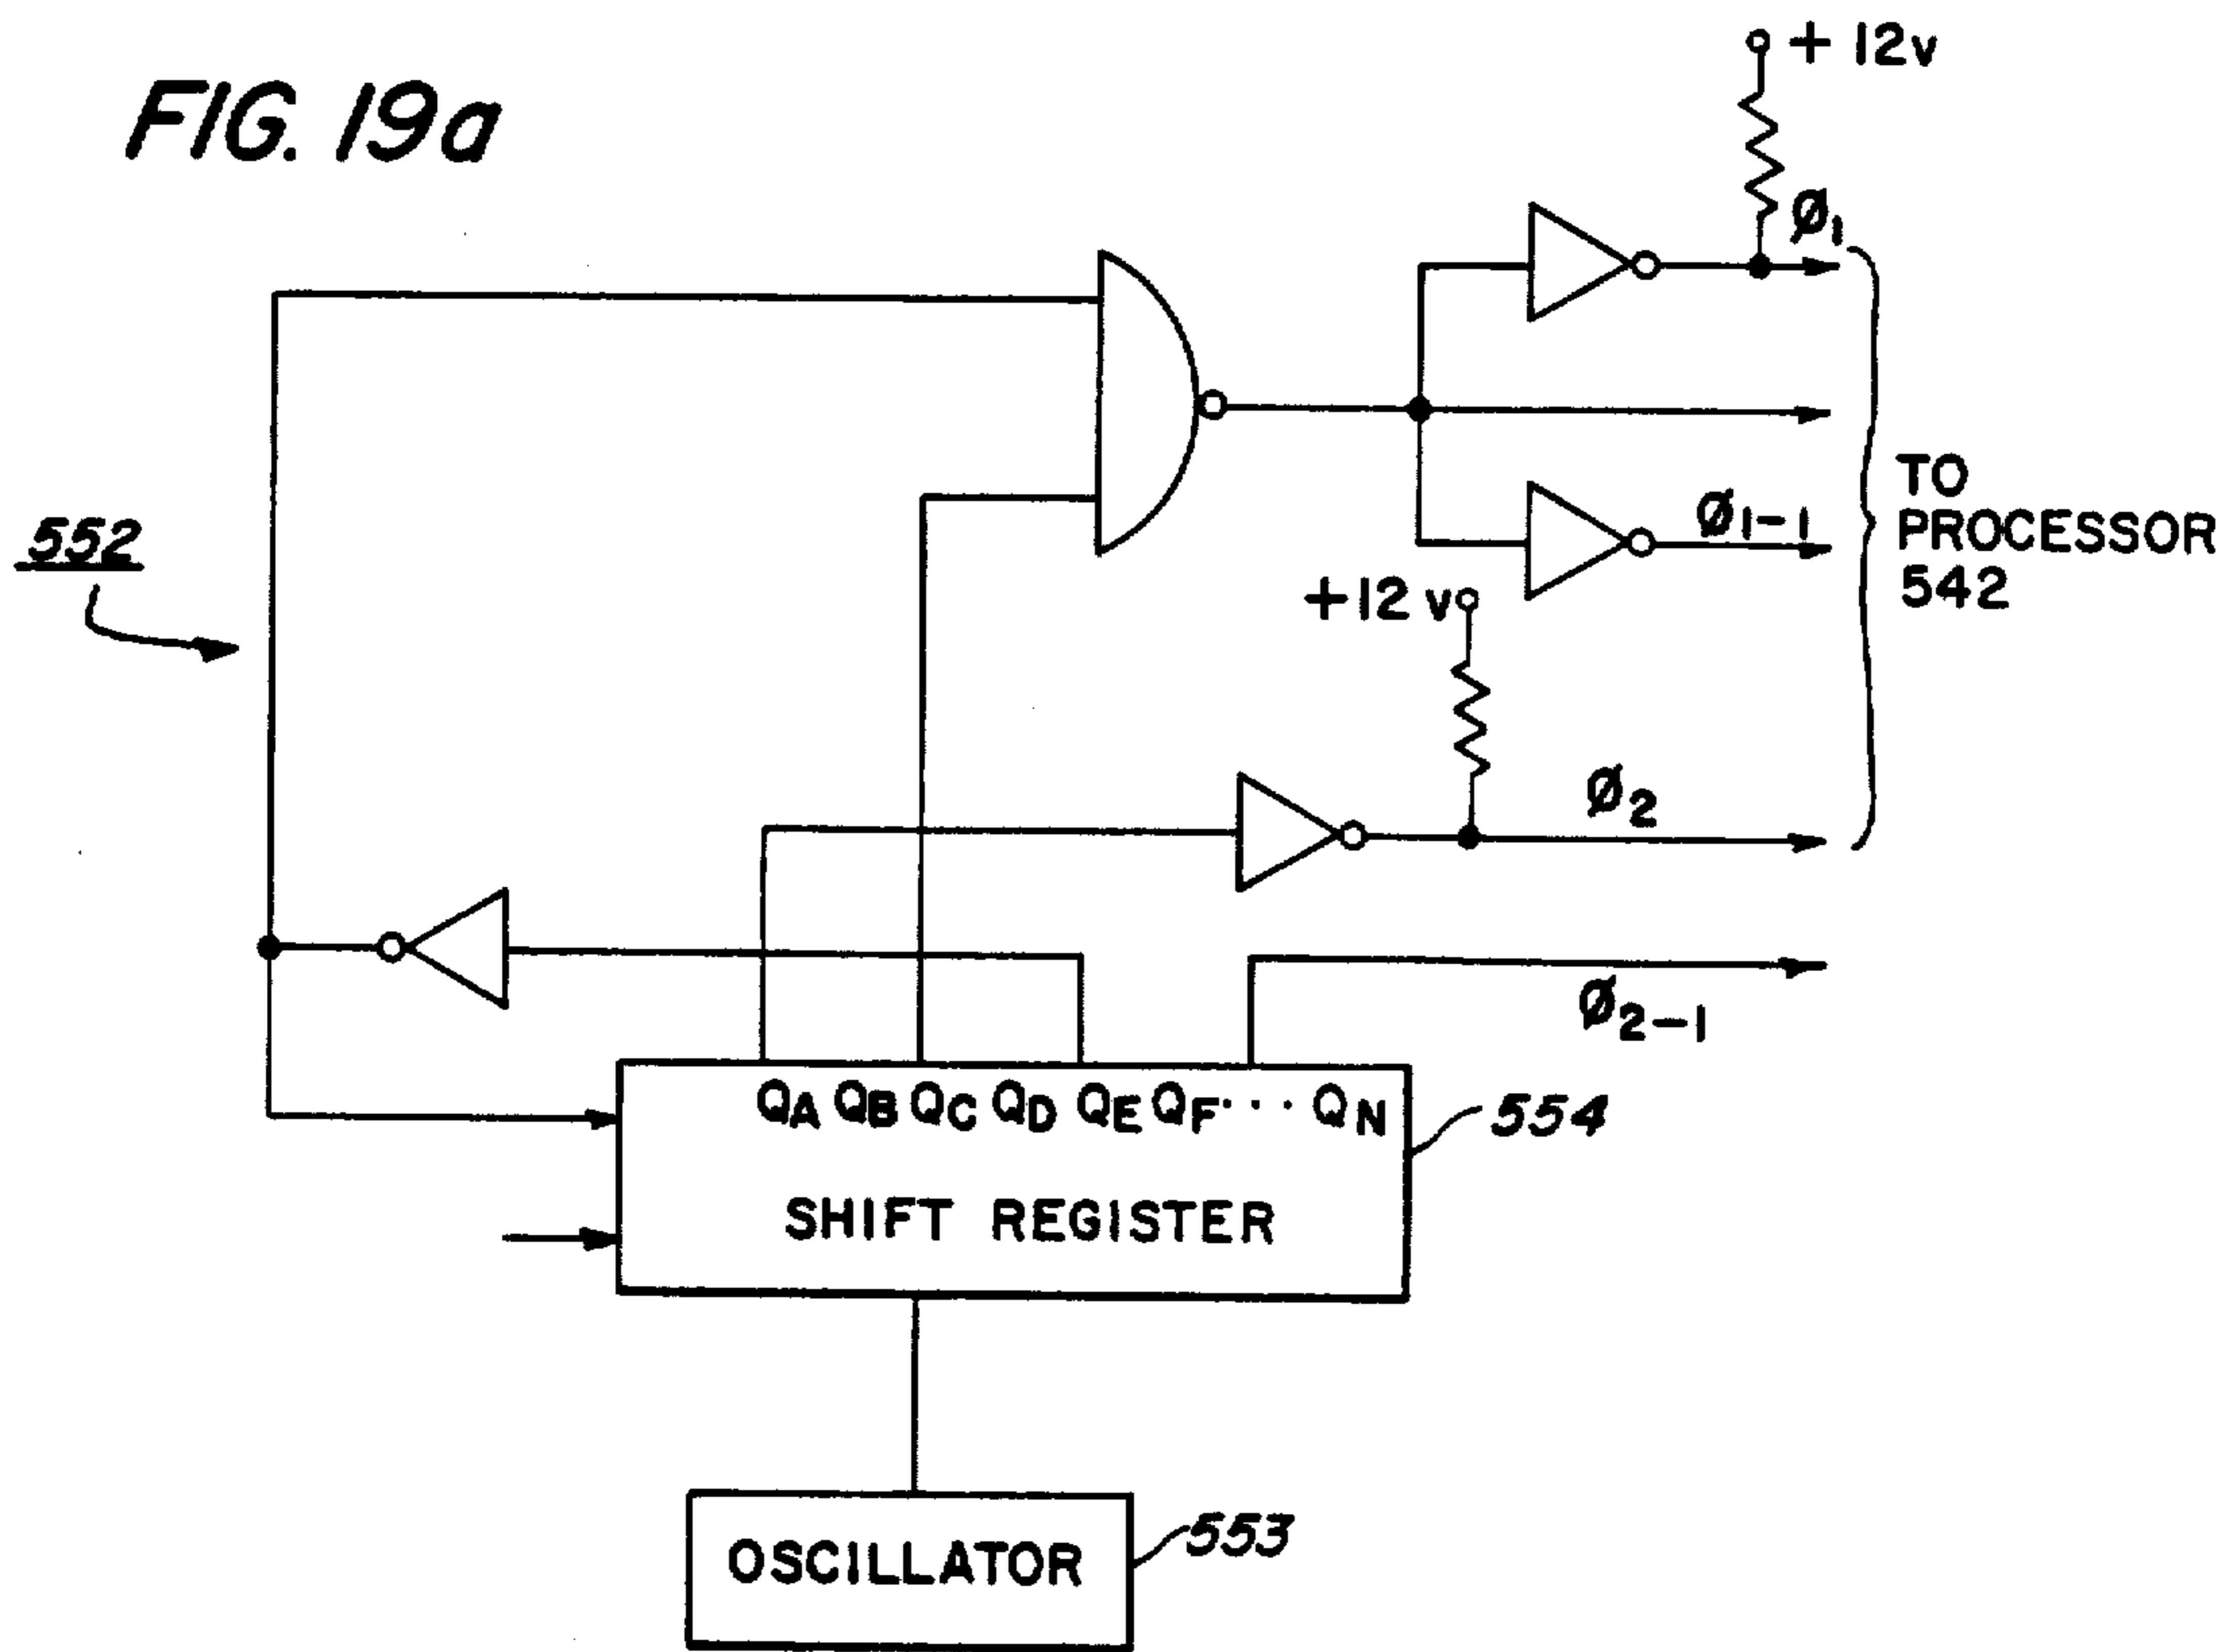 FIG. 19a
+ 12v
Ø1
552
Ø1-1
TO
PROCESSOR
542
+12 v
Ø2
Ø2-1
QA QB QC QD QE QF··· QN
554
SHIFT REGISTER
OSCILLATOR
553